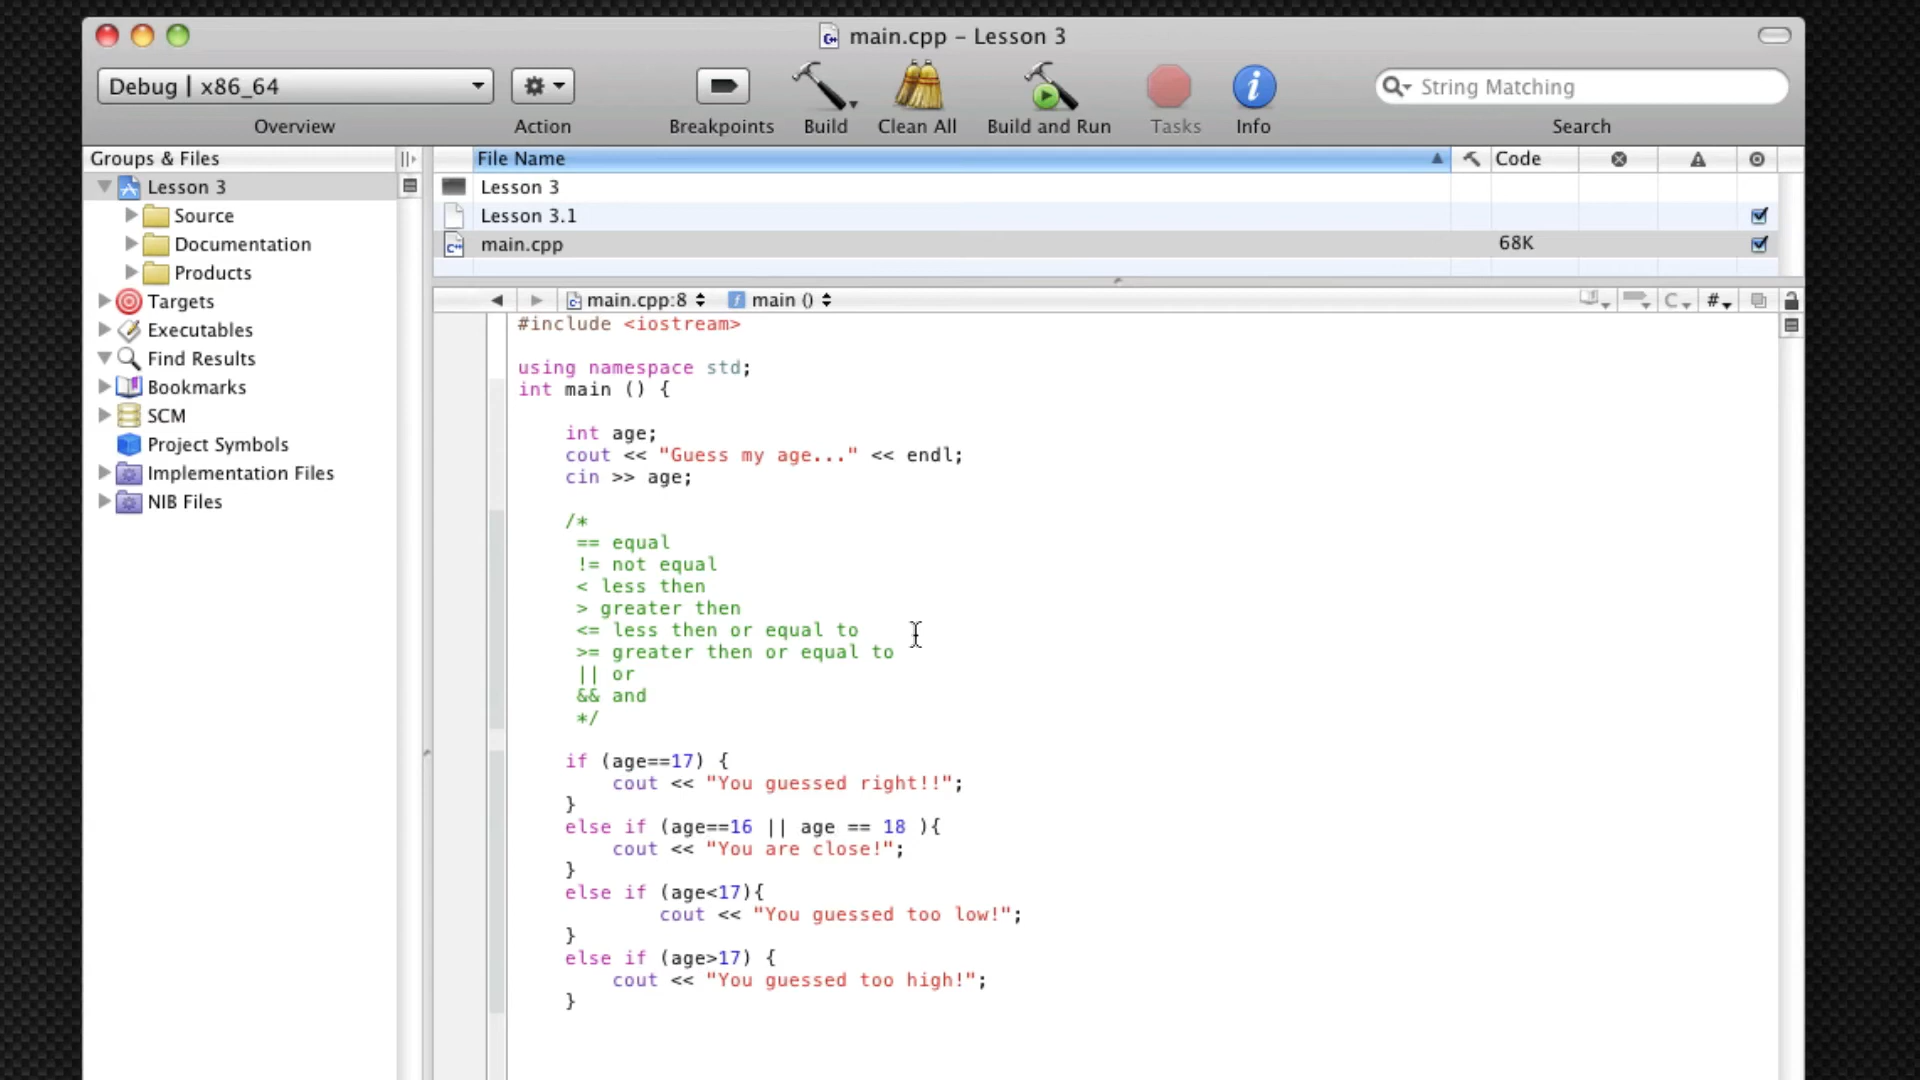 main.cpp – Lesson 3
Debug | x86_64
String Matching
Overview
Action
Breakpoints
Build
Clean All
Build and Run
Tasks
Info
Search
Groups & Files
File Name
Code
Lesson 3
Source
Documentation
Products
Targets
Executables
Find Results
Bookmarks
SCM
Project Symbols
Implementation Files
NIB Files
Lesson 3
Lesson 3.1
main.cpp
68K
main.cpp:8
main ()
C
#
#include <iostream>
using namespace std;
int main () {
int age;
cout << "Guess my age..." << endl;
cin >> age;
/*
== equal
!= not equal
< less then
> greater then
<= less then or equal to
>= greater then or equal to
|| or
&& and
*/
if (age==17) {
cout << "You guessed right!!";
}
else if (age==16 || age == 18 ){
cout << "You are close!";
}
else if (age<17){
cout << "You guessed too low!";
}
else if (age>17) {
cout << "You guessed too high!";
}